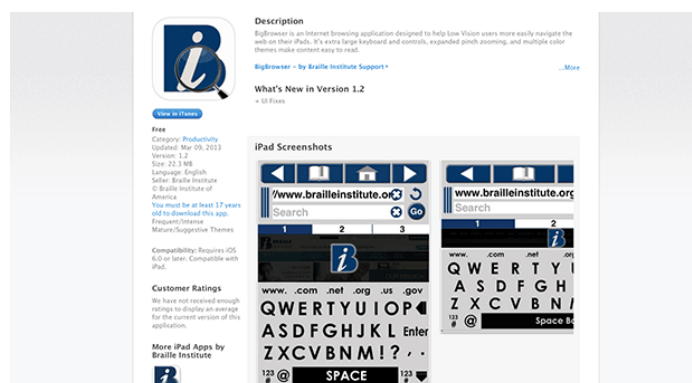 Description
BigBrowser is an Internet browsing application designed to help Low Vision users more easily navigate the
web on their iPads. It's extra large keyboard and controls, expanded pinch zooming, and multiple color
themes make content easy to read.
BigBrowser – by Braille Institute Support ▸
...More
What's New in Version 1.2
+ UI Fixes
View in iTunes
Free
Category: Productivity
Updated: Mar 09, 2013
Version: 1.2
Size: 22.3 MB
Language: English
Seller: Braille Institute
© Braille Institute of
America
You must be at least 17 years
old to download this app.
Frequent/Intense
Mature/Suggestive Themes
Compatibility: Requires iOS
6.0 or later. Compatible with
iPad.
Customer Ratings
We have not received enough
ratings to display an average
for the current version of this
application.
More iPad Apps by
Braille Institute
iPad Screenshots
/www.brailleinstitute.or
Search
Go
1 2 3
www. .com .net .org .us .gov
QWERTYUIOP
ASDFGHJKL Enter
ZXCVBNM!?,.
123 # @ SPACE 123 #
www.brailleinstitute.org
Search
1 2
www. .com .net .org
QWERTYU
ASDFGH
ZXCVBN
123 # @ Space Ba